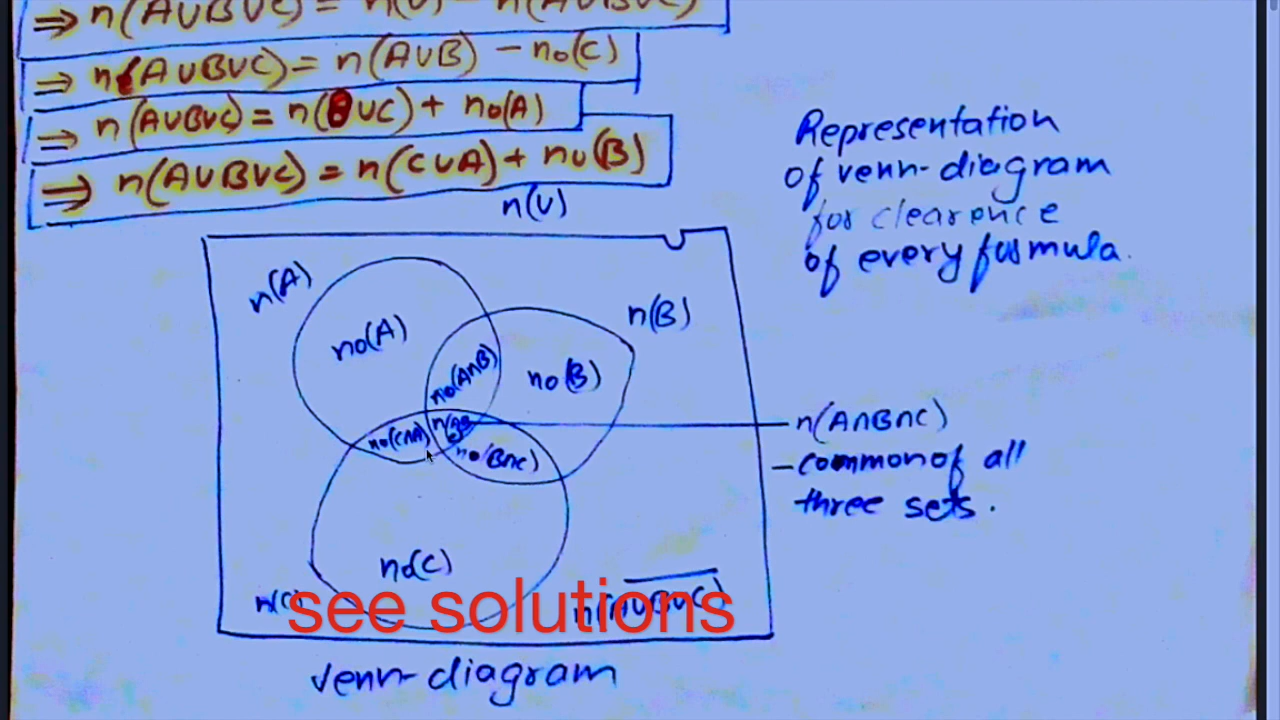 ⇒ n(A∪B∪C) = n(U) - n(A∪B∪C)
⇒ n(A∪B∪C) = n(A∪B) - no(C)
⇒ n(A∪B∪C) = n(B∪C) + no(A)
⇒ n(A∪B∪C) = n(C∪A) + no(B)
n(U)
Representation
of venn-diagram
for clearence
of every formula.
n(A)
n(B)
no(A)
no(A∩B)
no(B)
no(C∩A)
no(B∩C)
n(A∩B∩C)
- common of all
three sets.
no(C)
n(C)
n(A∪B∪C)
see solutions
venn-diagram